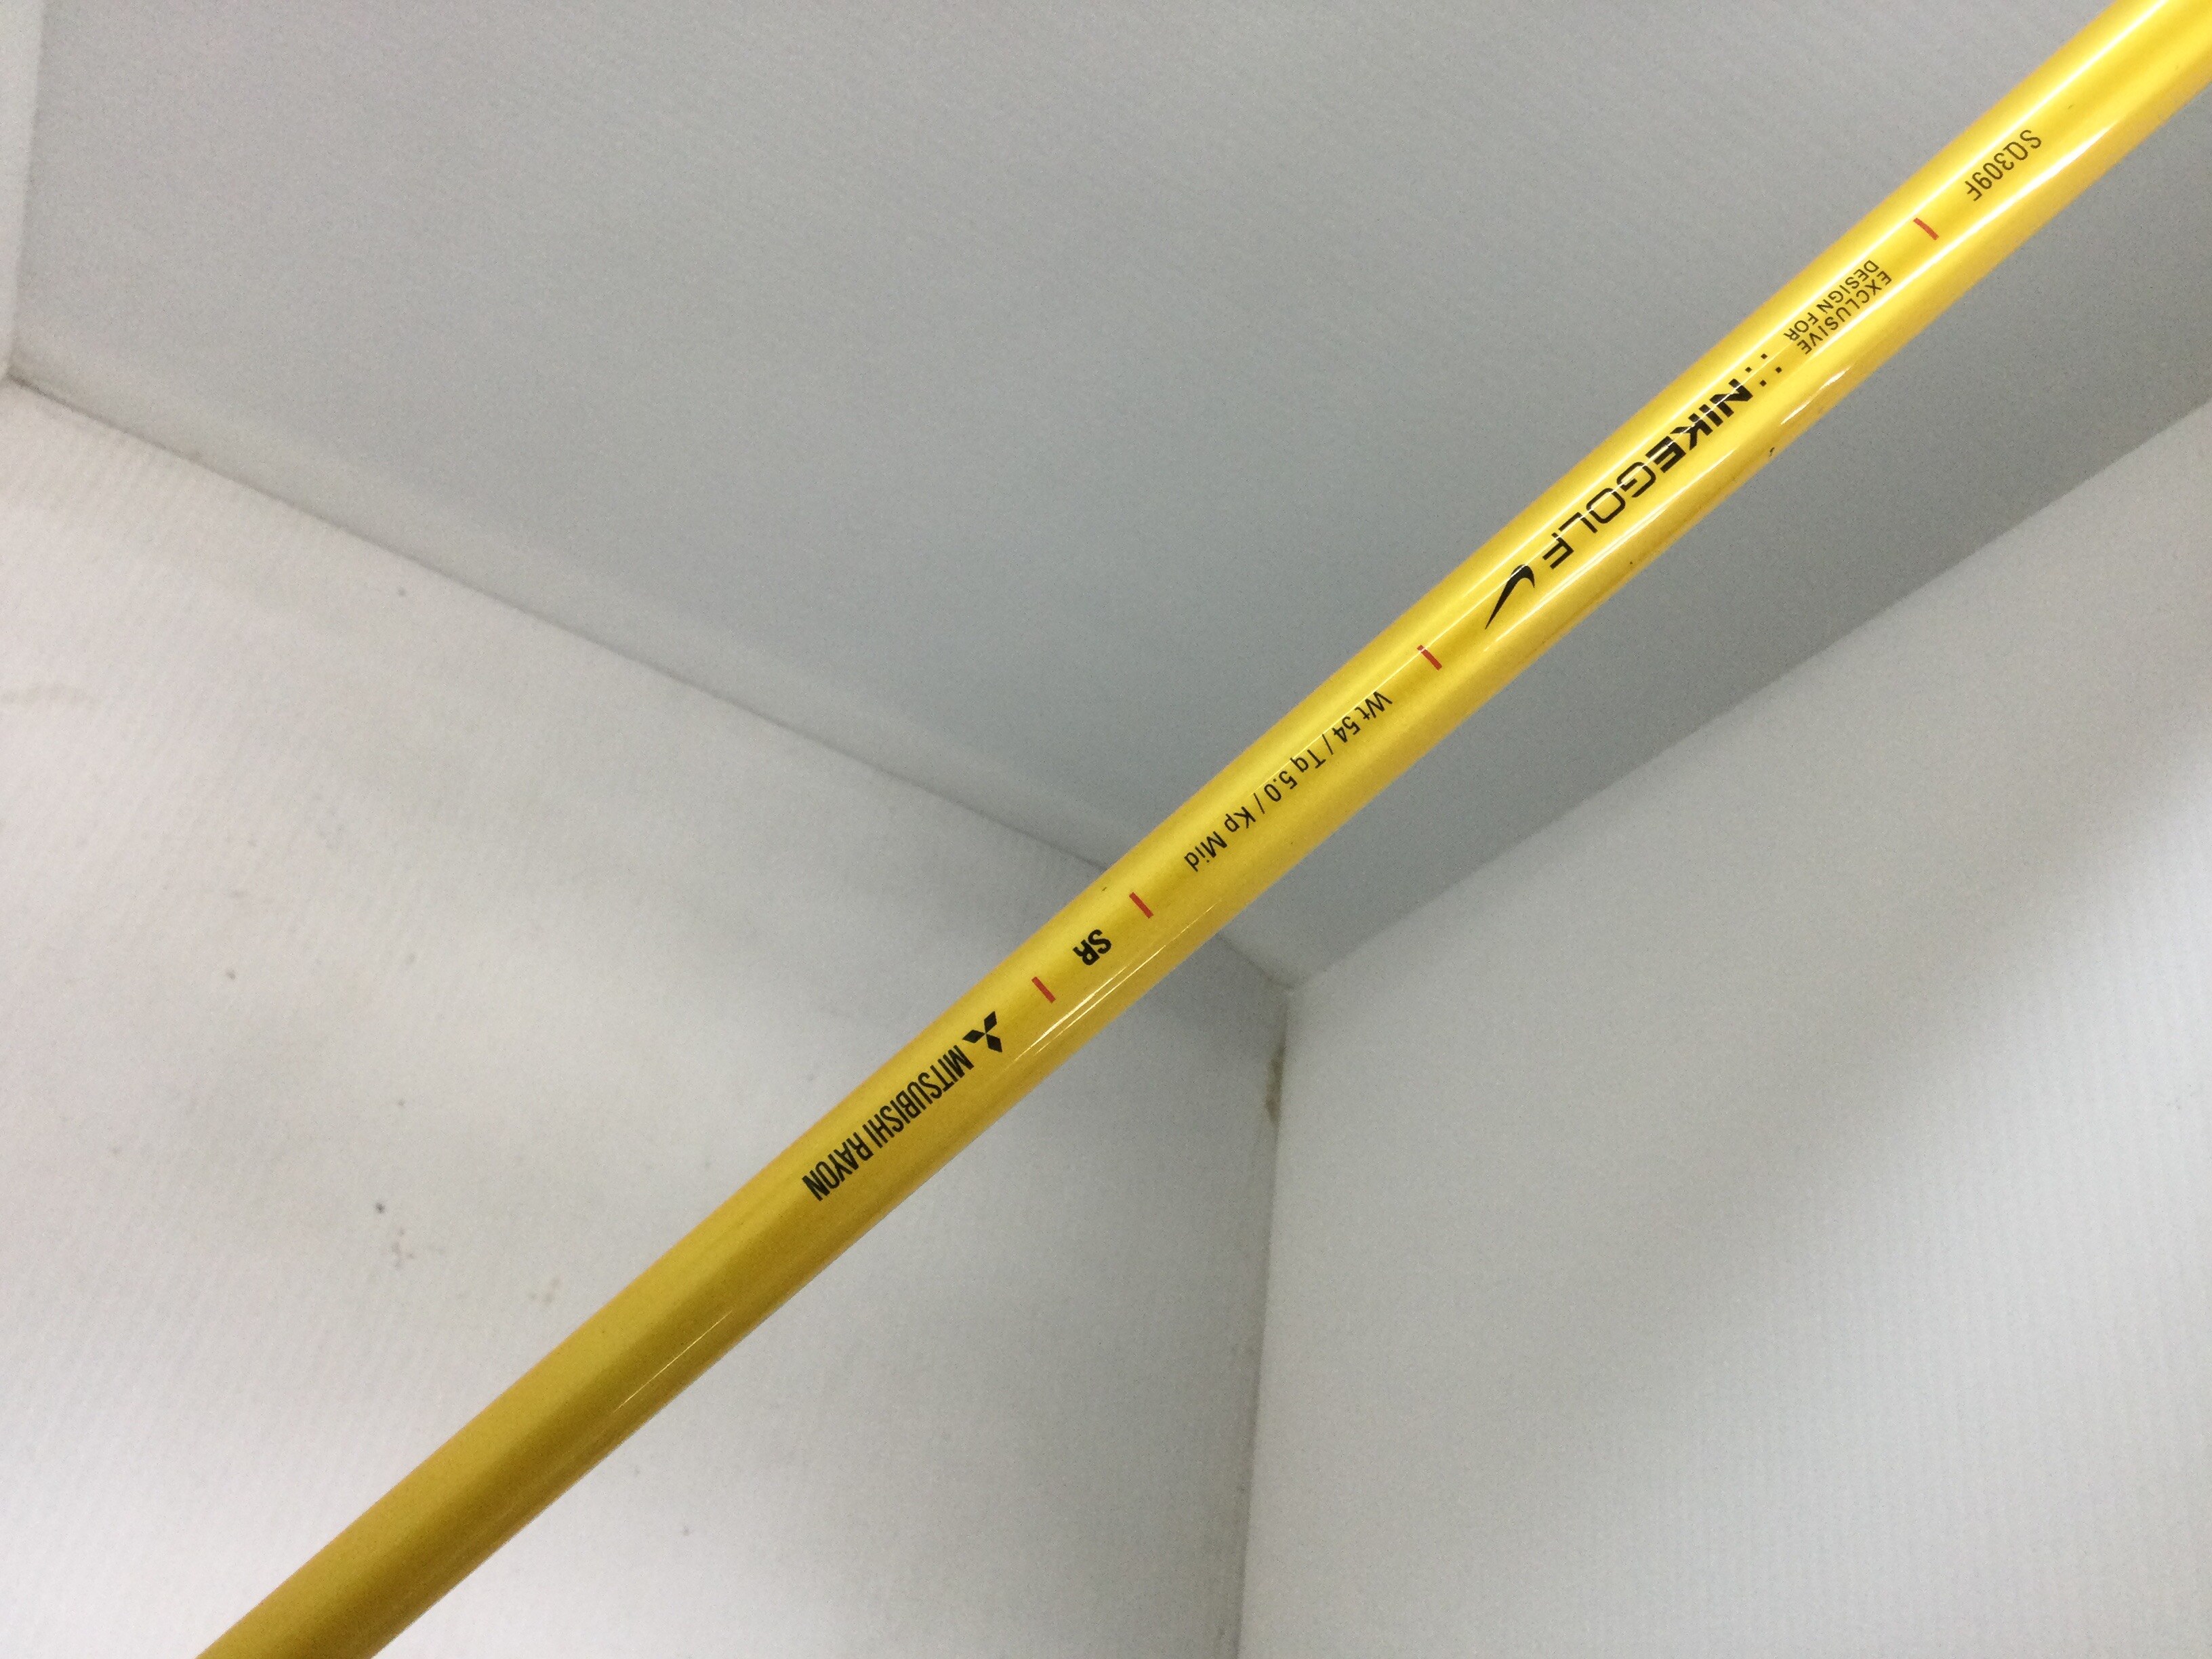 SQ309F
EXCLUSIVE
DESIGN FOR
NIKEGOLF
Wt 54 / Tq 5.0 / Kp Mid
SR
MITSUBISHI RAYON